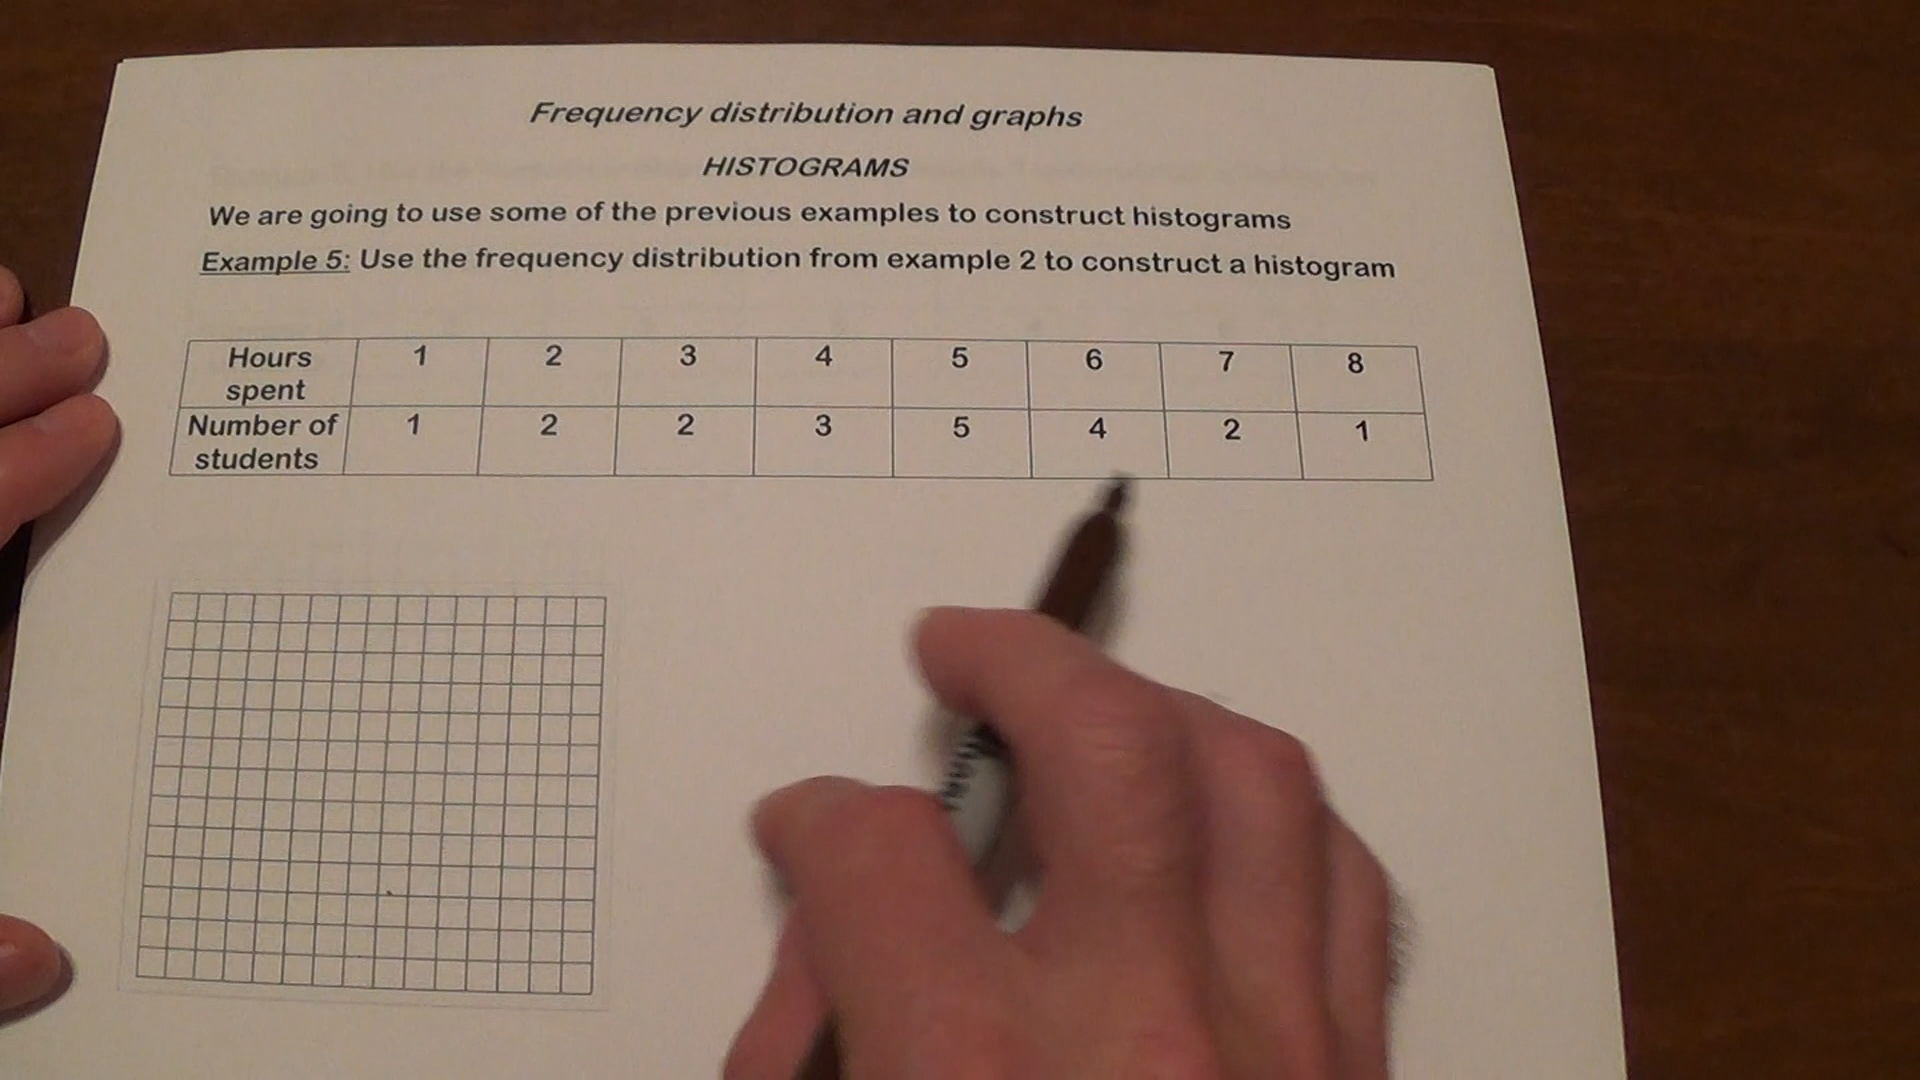 Frequency distribution and graphs
HISTOGRAMS
We are going to use some of the previous examples to construct histograms
Example 5: Use the frequency distribution from example 2 to construct a histogram
Hours spent 1 2 3 4 5 6 7 8
Number of students 1 2 2 3 5 4 2 1